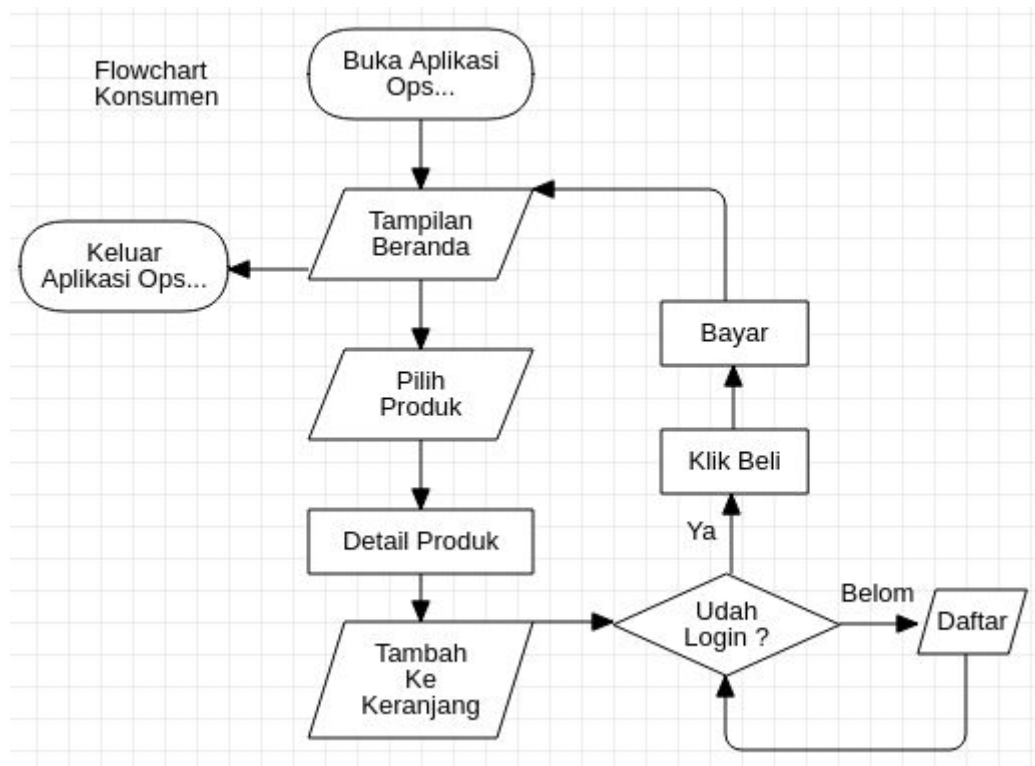 Flowchart
Konsumen
Buka Aplikasi
Ops...
Tampilan
Beranda
Keluar
Aplikasi Ops...
Pilih
Produk
Detail Produk
Tambah
Ke
Keranjang
Udah
Login ?
Belom
Daftar
Ya
Klik Beli
Bayar